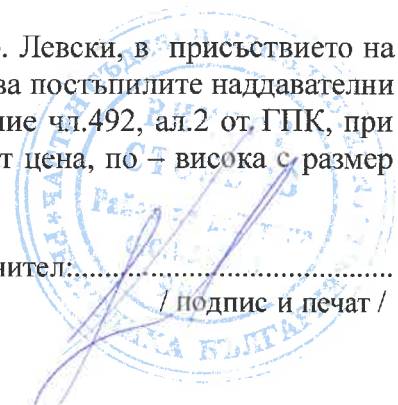 . Левски, в присъствието на
ва постъпилите наддавателни
ние чл.492, ал.2 от ГПК, при
т цена, по – висока с размер
нител:........................................
/ подпис и печат /